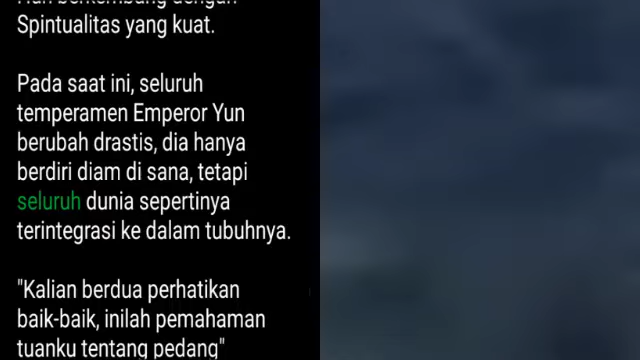 Spintualitas yang kuat.
Pada saat ini, seluruh
temperamen Emperor Yun
berubah drastis, dia hanya
berdiri diam di sana, tetapi
seluruh dunia sepertinya
terintegrasi ke dalam tubuhnya.
"Kalian berdua perhatikan
baik-baik, inilah pemahaman
tuanku tentang pedang"